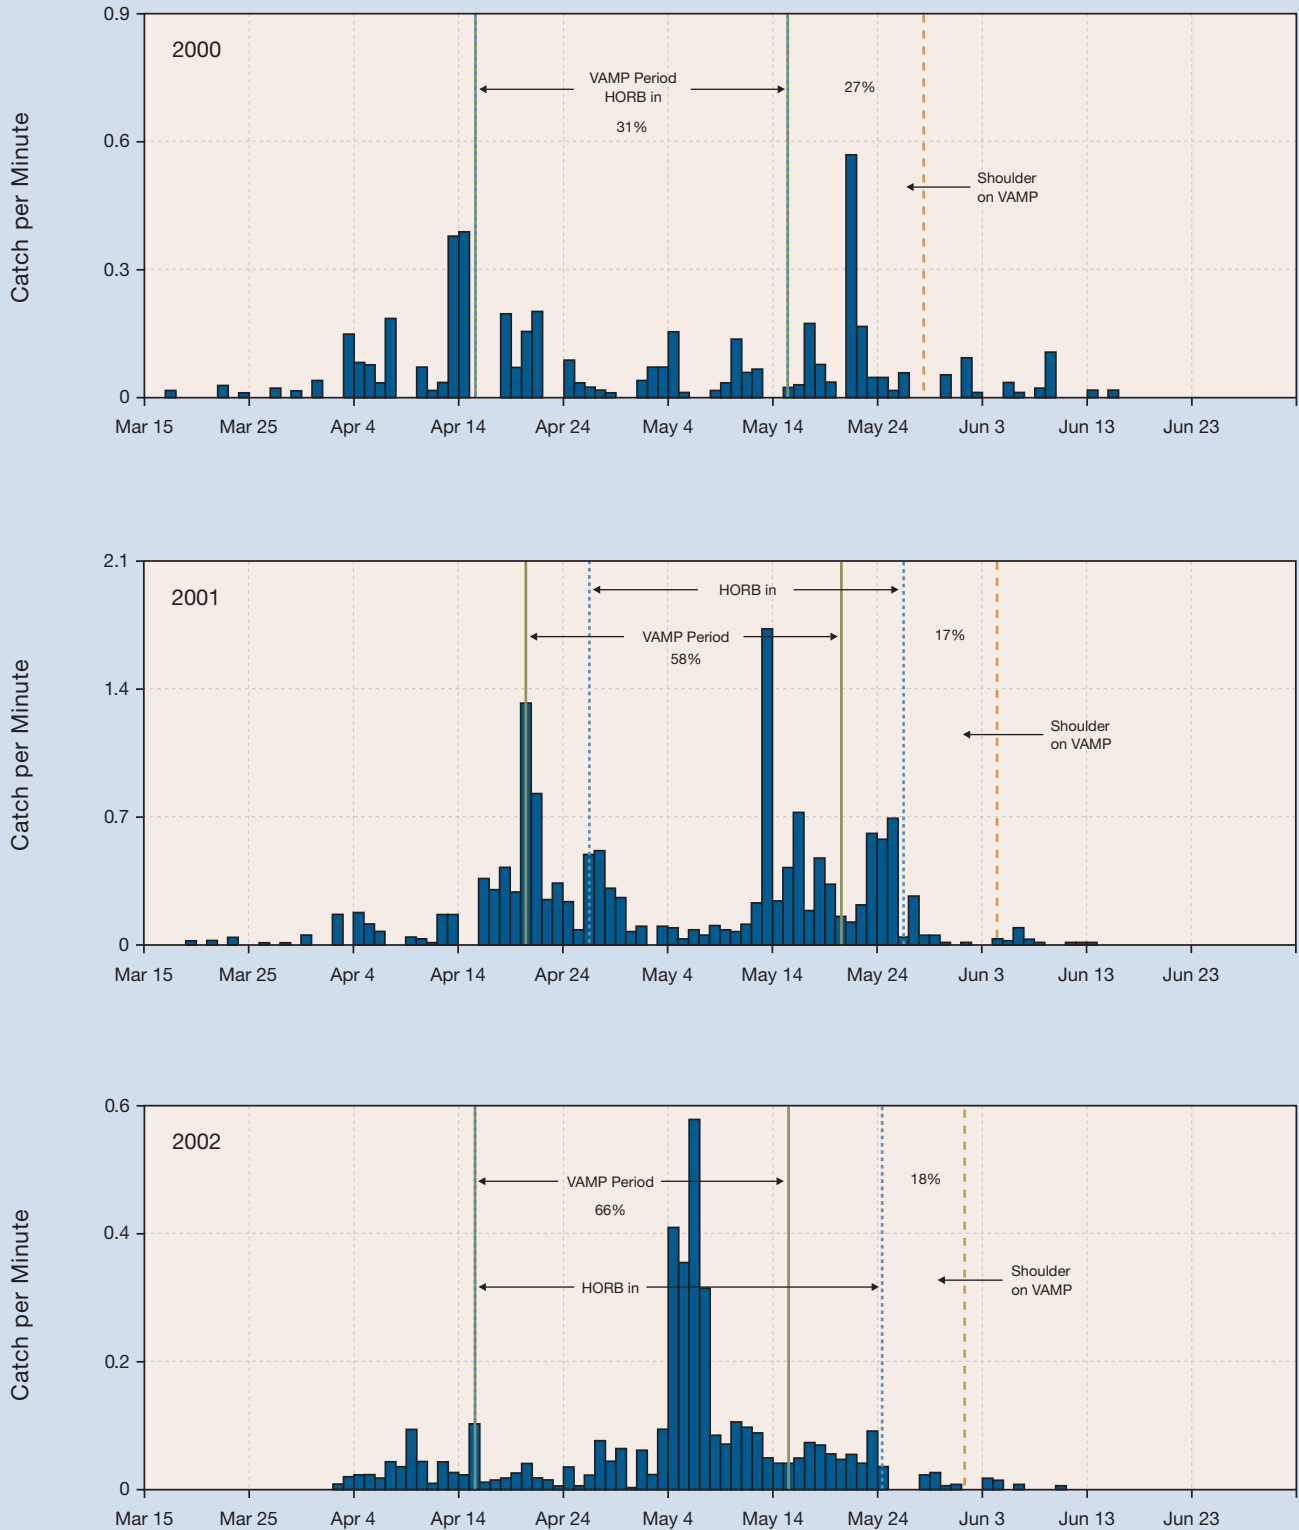 0.9
2000
VAMP Period
HORB in
31%
27%
0.6
Shoulder
on VAMP
0.3
0
Catch per Minute
Mar 15 Mar 25 Apr 4 Apr 14 Apr 24 May 4 May 14 May 24 Jun 3 Jun 13 Jun 23
2.1
2001
HORB in
VAMP Period
58%
17%
1.4
Shoulder
on VAMP
0.7
0
Catch per Minute
Mar 15 Mar 25 Apr 4 Apr 14 Apr 24 May 4 May 14 May 24 Jun 3 Jun 13 Jun 23
0.6
2002
VAMP Period
66%
18%
0.4
HORB in
Shoulder
on VAMP
0.2
0
Catch per Minute
Mar 15 Mar 25 Apr 4 Apr 14 Apr 24 May 4 May 14 May 24 Jun 3 Jun 13 Jun 23